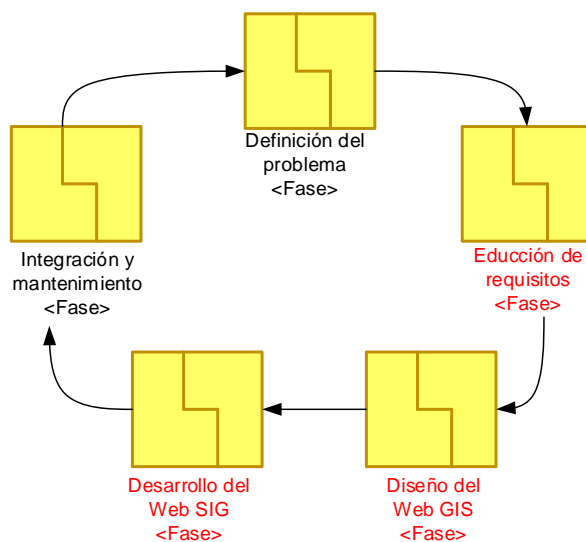 Definición del
problema
<Fase>
Educción de
requisitos
<Fase>
Integración y
mantenimiento
<Fase>
Desarrollo del
Web SIG
<Fase>
Diseño del
Web GIS
<Fase>